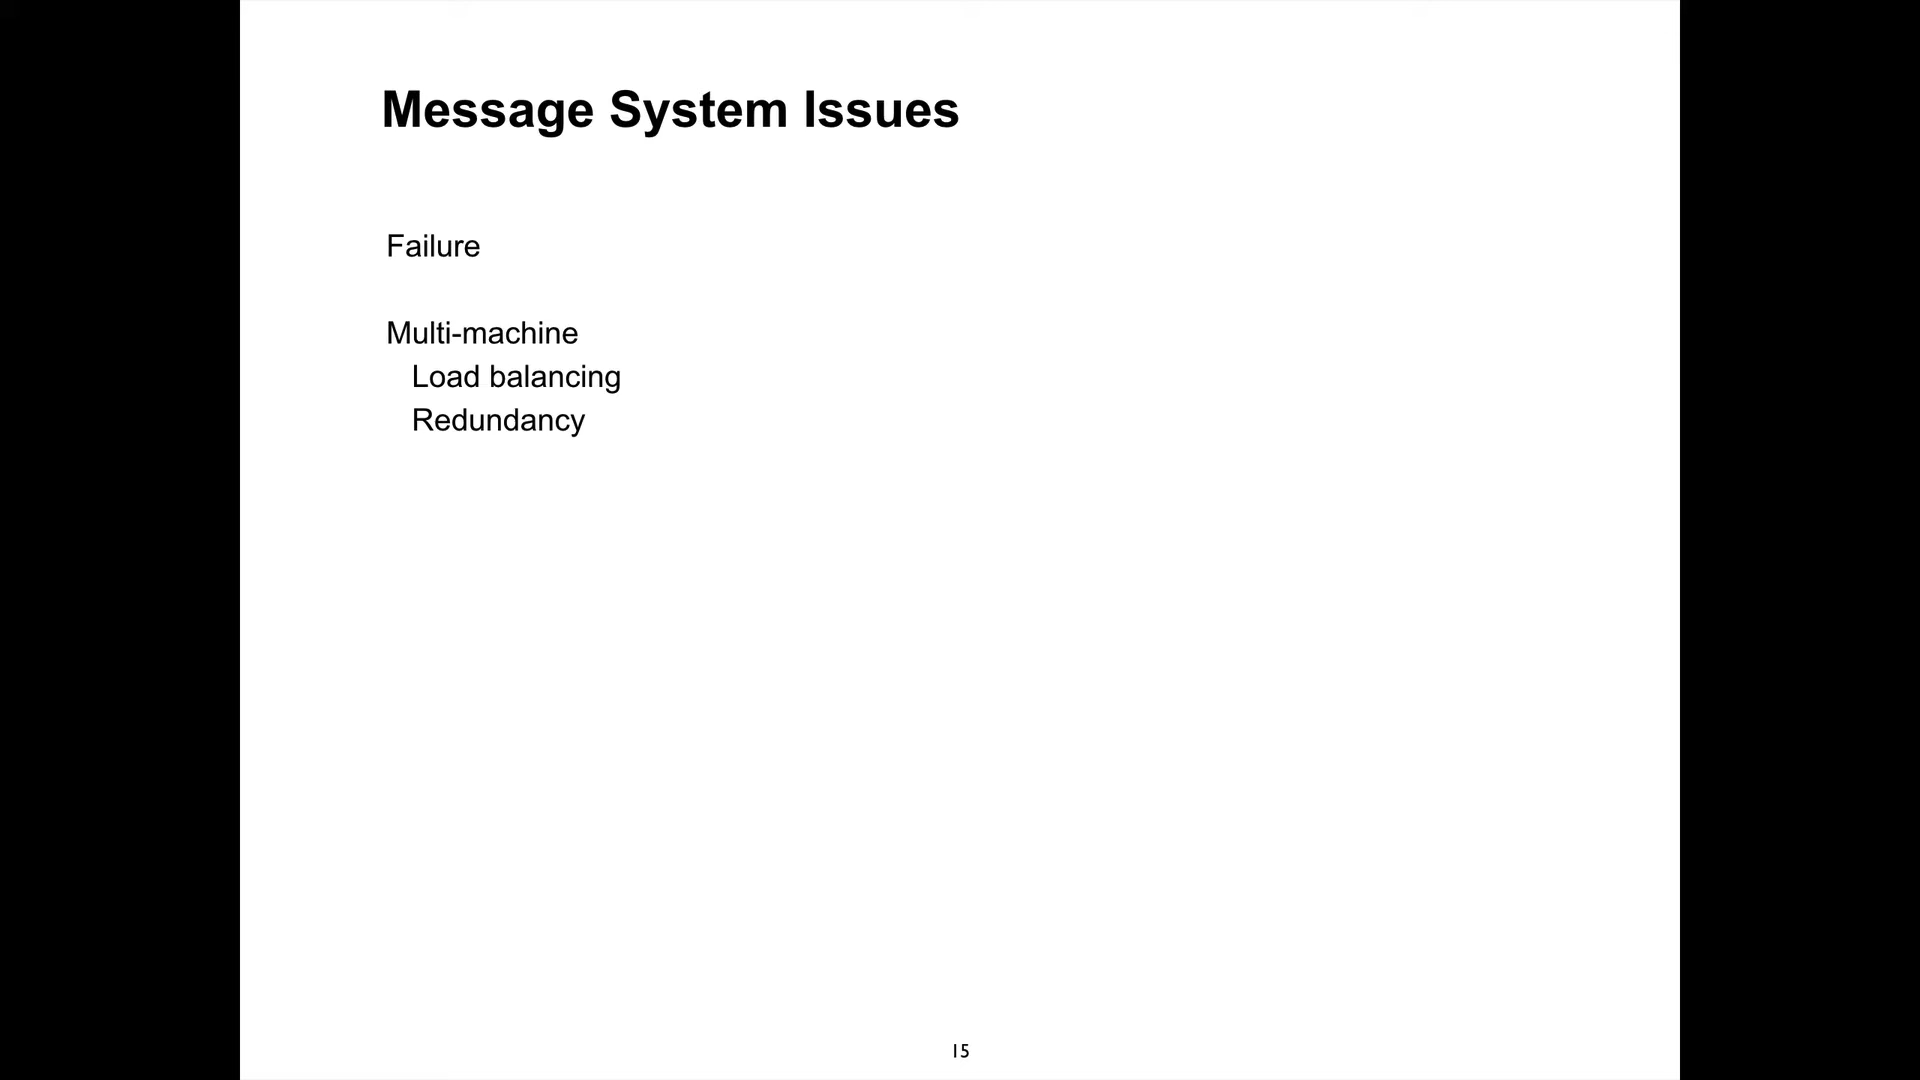 Message System Issues
Failure
Multi-machine
Load balancing
Redundancy
15